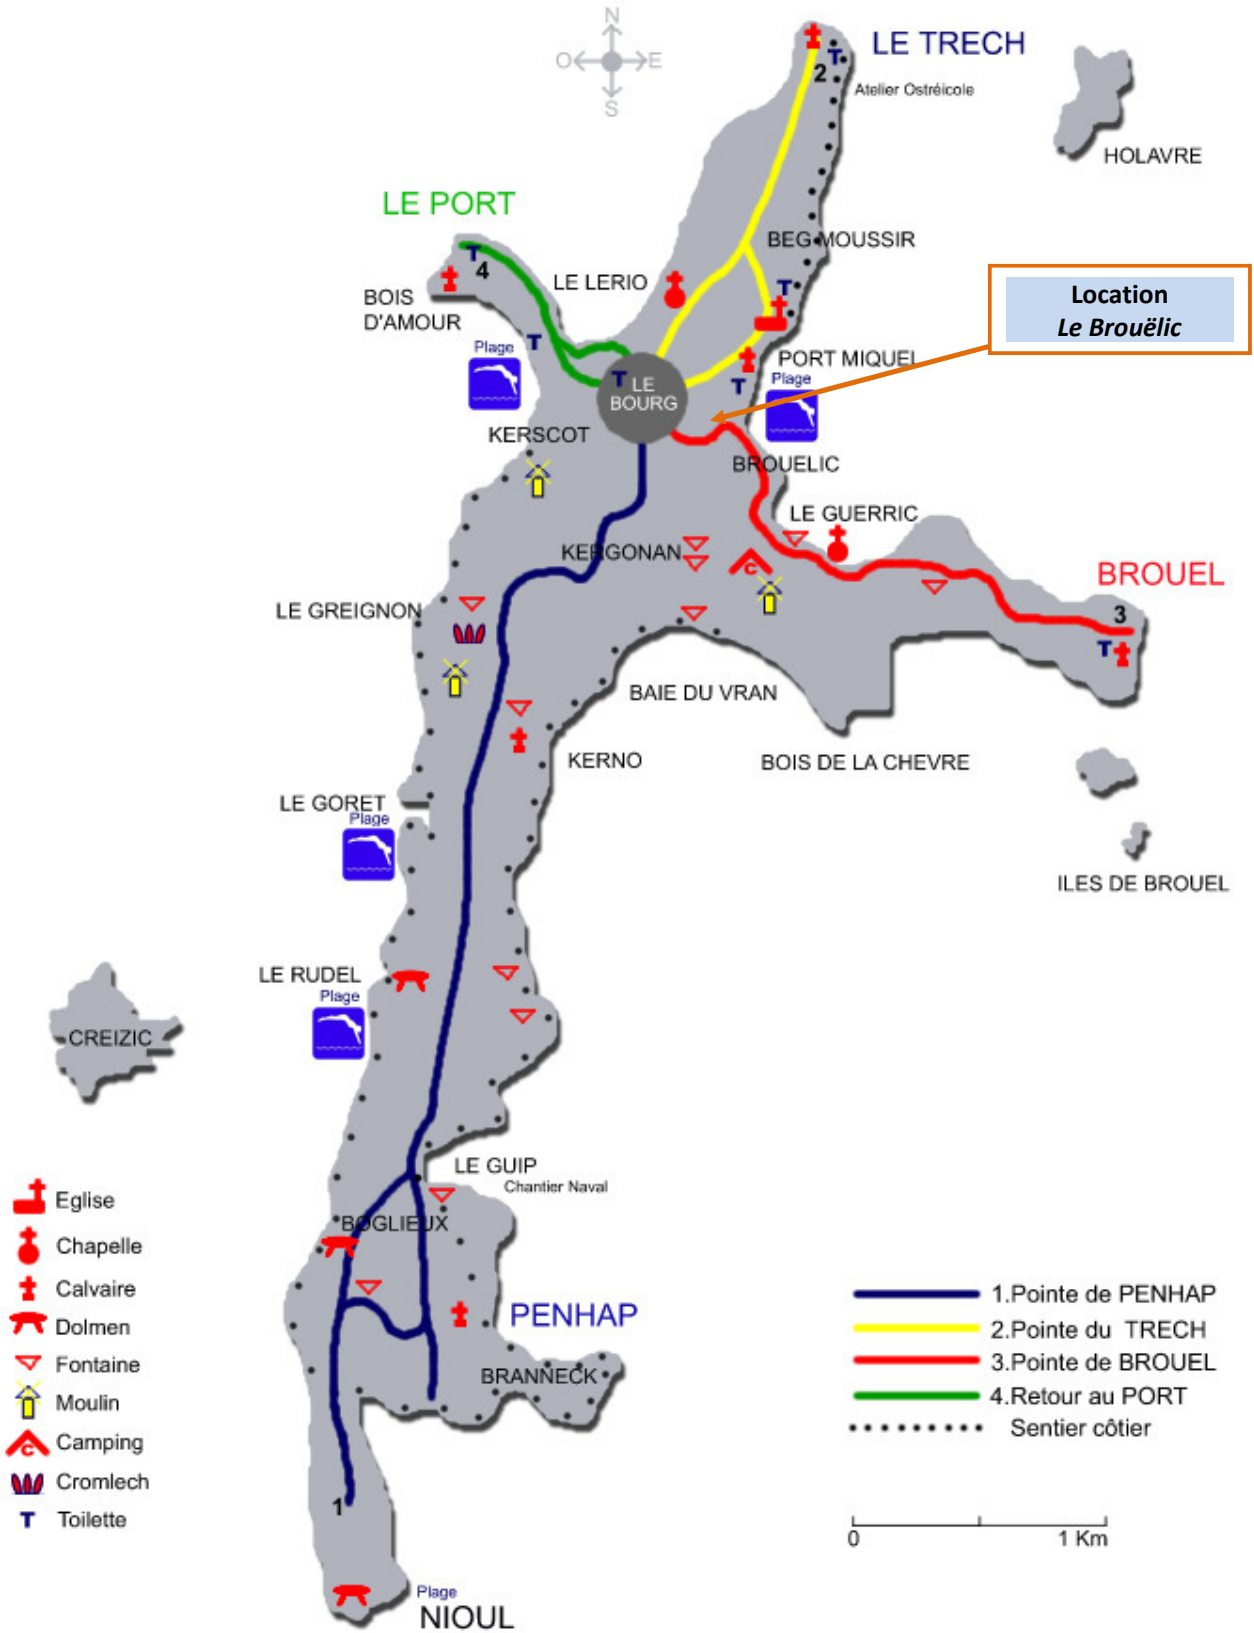 N
O
E
S
LE TRECH
2
T
Atelier Ostréicole
HOLAVRE
LE PORT
T
4
BEG MOUSSIR
LE LERIO
BOIS
D'AMOUR
T
Location
Le Brouëlic
T
Plage
PORT MIQUEL
T
Plage
T
LE
BOURG
KERSCOT
BROUELIC
LE GUERRIC
KERGONAN
C
BROUEL
LE GREIGNON
3
T
BAIE DU VRAN
KERNO
BOIS DE LA CHEVRE
LE GORET
Plage
ILES DE BROUEL
LE RUDEL
Plage
CREIZIC
LE GUIP
Chantier Naval
BOGLIEUX
PENHAP
BRANNECK
1
Plage
NIOUL
Eglise
Chapelle
Calvaire
Dolmen
Fontaine
Moulin
C Camping
Cromlech
T Toilette
1.Pointe de PENHAP
2.Pointe du TRECH
3.Pointe de BROUEL
4.Retour au PORT
Sentier côtier
0 1 Km